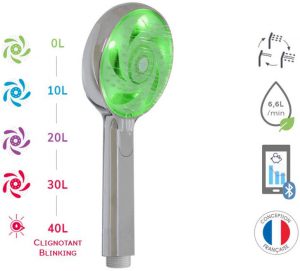 0L
10L
20L
30L
40L
CLIGNOTANT
BLINKING
6,6L
/min
CONCEPTION
FRANÇAISE